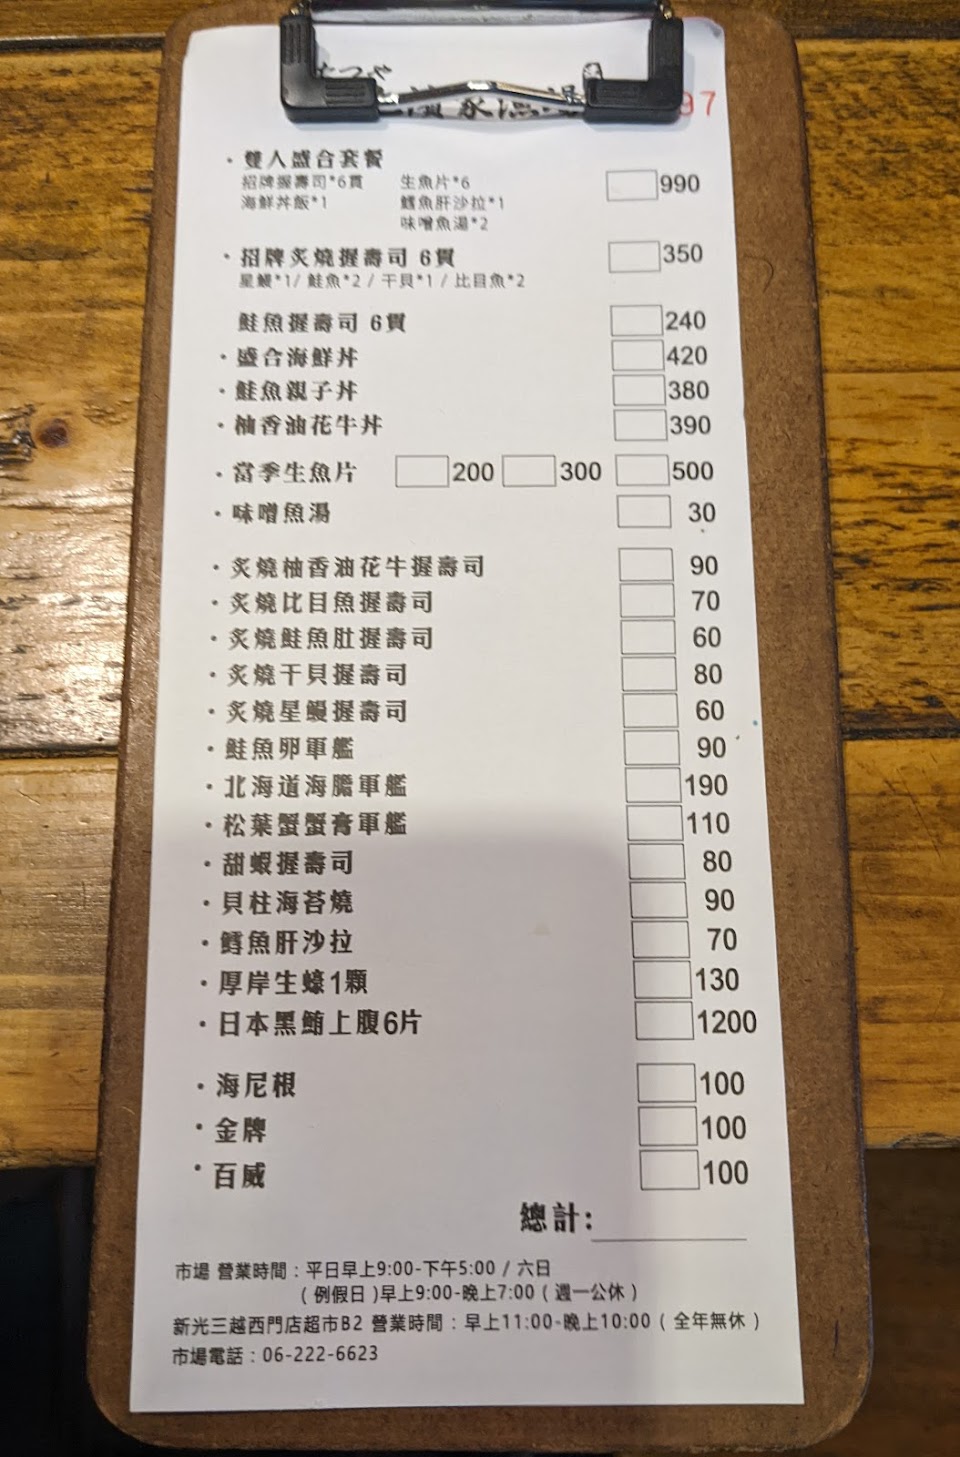 97
・雙人盛合套餐
招牌握壽司*6貫 生魚片*6 990
海鮮丼飯*1 鱈魚肝沙拉*1
味噌魚湯*2
・招牌炙燒握壽司 6貫 350
星鰻*1/ 鮭魚*2 / 干貝*1 / 比目魚*2
鮭魚握壽司 6貫 240
・盛合海鮮丼 420
・鮭魚親子丼 380
・柚香油花牛丼 390
・當季生魚片 200 300 500
・味噌魚湯 30
・炙燒柚香油花牛握壽司 90
・炙燒比目魚握壽司 70
・炙燒鮭魚肚握壽司 60
・炙燒干貝握壽司 80
・炙燒星鰻握壽司 60
・鮭魚卵軍艦 90
・北海道海膽軍艦 190
・松葉蟹蟹膏軍艦 110
・甜蝦握壽司 80
・貝柱海苔燒 90
・鱈魚肝沙拉 70
・厚岸生蠔1顆 130
・日本黑鮪上腹6片 1200
・海尼根 100
・金牌 100
・百威 100
總計:
市場 營業時間：平日早上9:00-下午5:00 / 六日
( 例假日 )早上9:00-晚上7:00 ( 週一公休 )
新光三越西門店超市B2 營業時間：早上11:00-晚上10:00 ( 全年無休 )
市場電話：06-222-6623